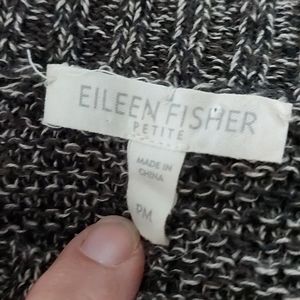 EILEEN FISHER
PETITE
MADE IN
CHINA
PM